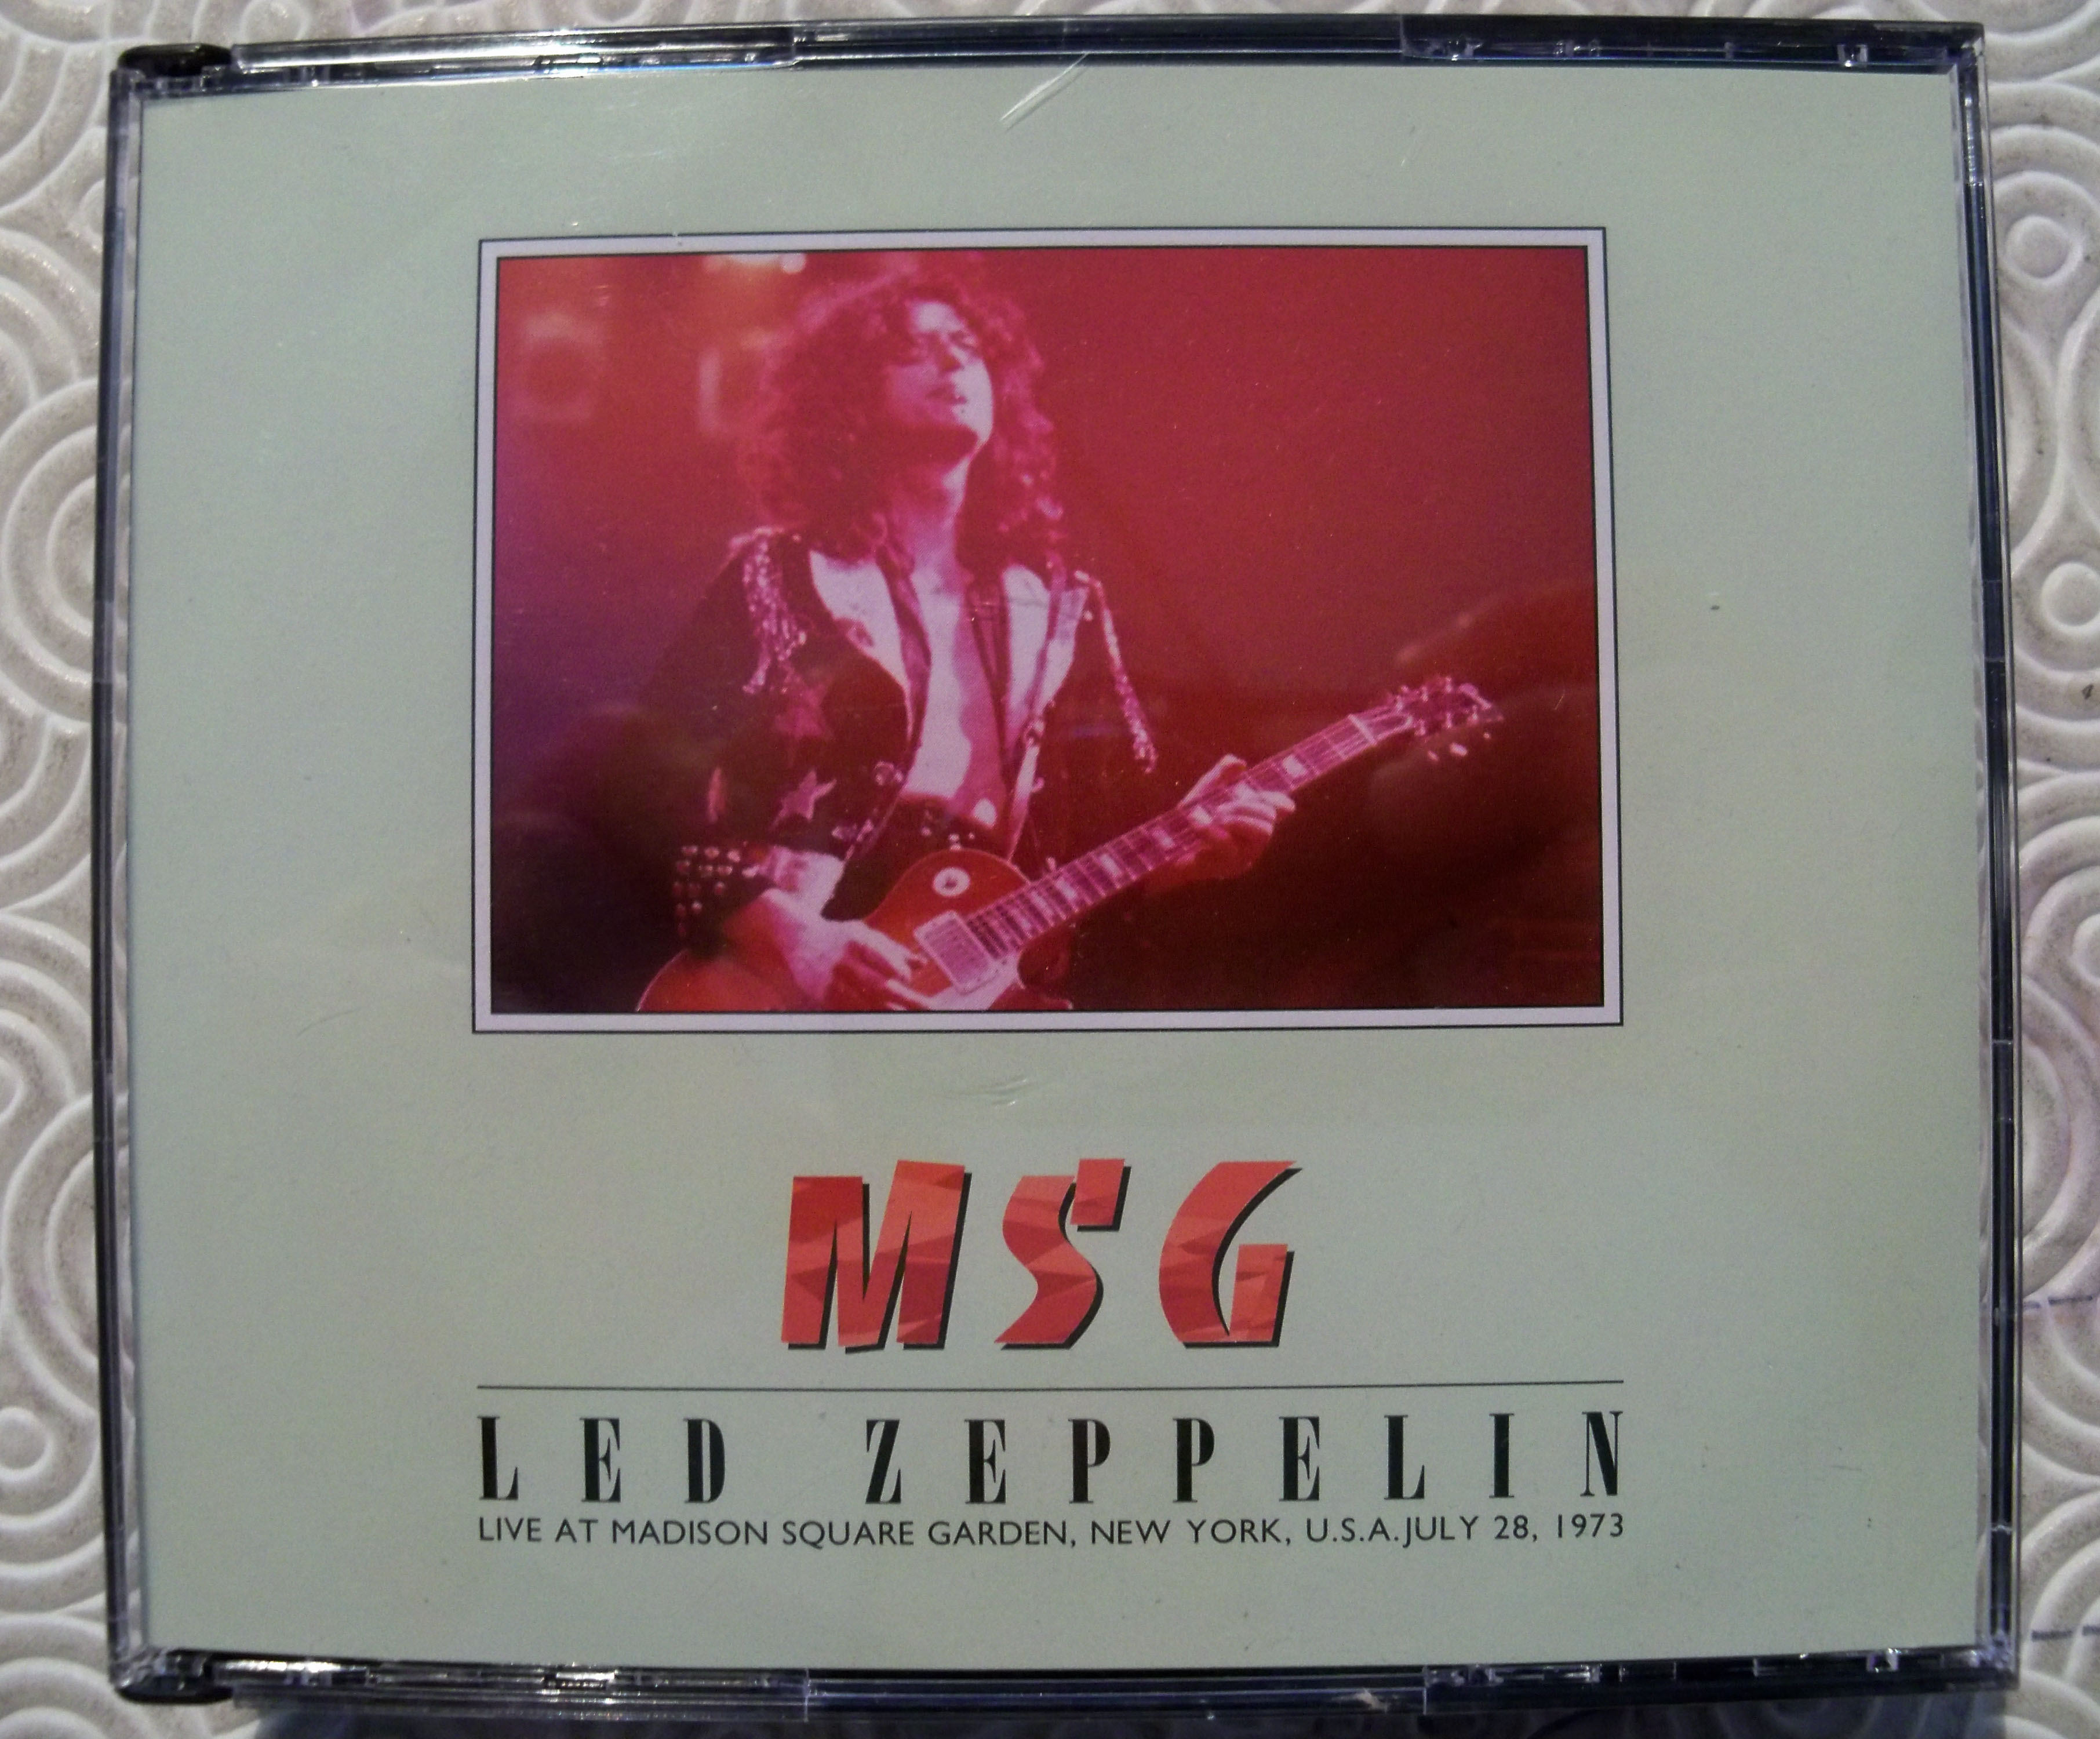 MSG
LED ZEPPELIN
LIVE AT MADISON SQUARE GARDEN, NEW YORK, U.S.A.JULY 28, 1973